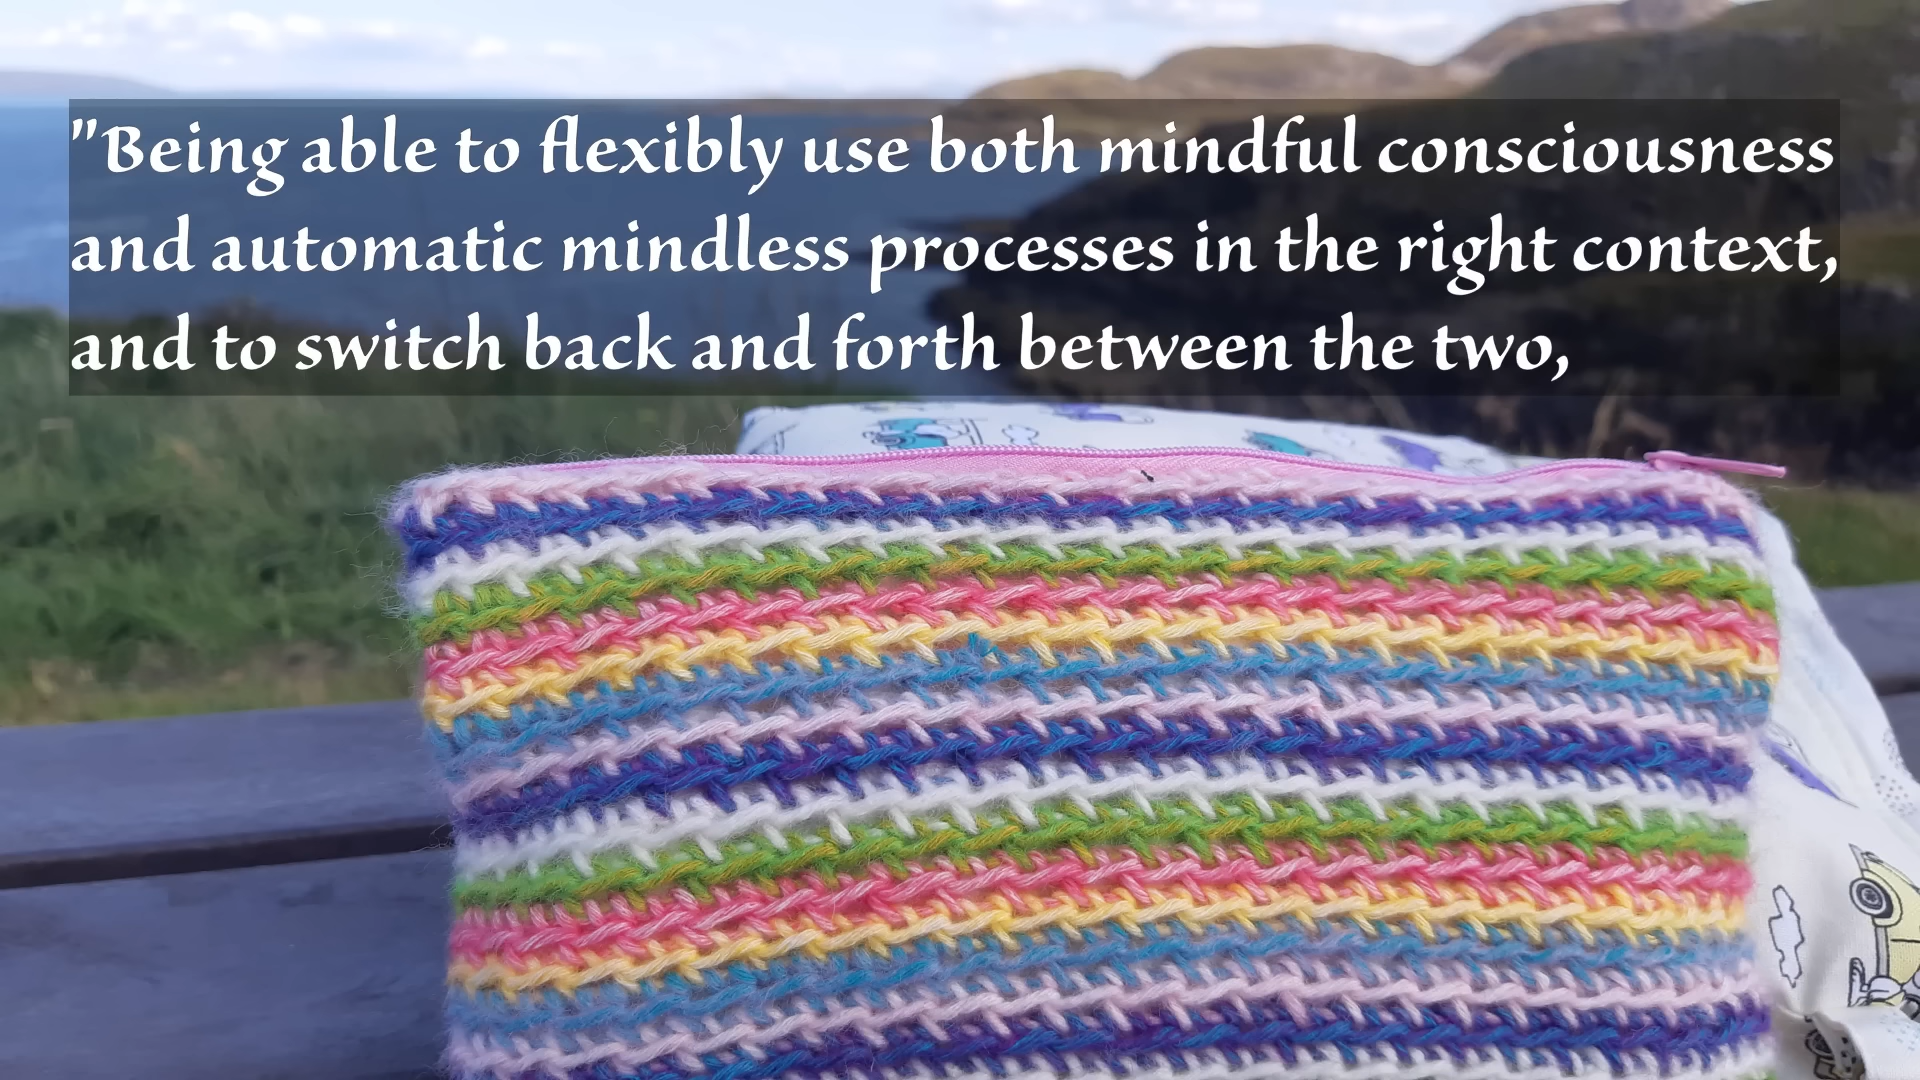 "Being able to flexibly use both mindful consciousness
and automatic mindless processes in the right context,
and to switch back and forth between the two,